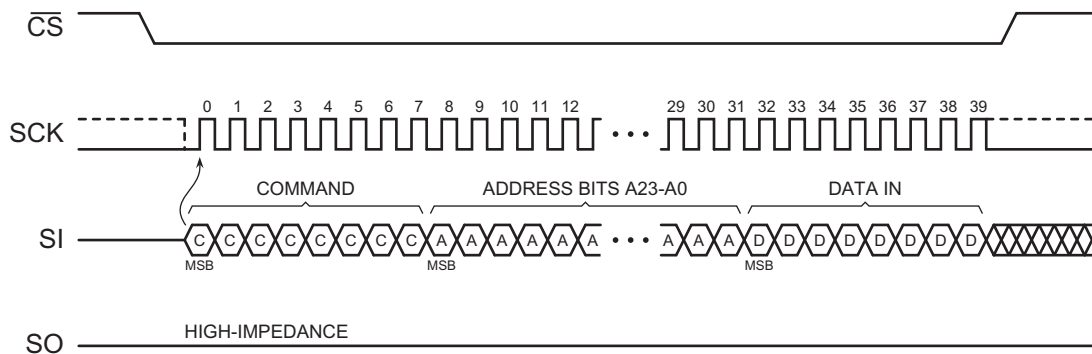 CS
0 1 2 3 4 5 6 7 8 9 10 11 12 29 30 31 32 33 34 35 36 37 38 39
SCK
COMMAND ADDRESS BITS A23-A0 DATA IN
SI C C C C C C C C A A A A A A A A A D D D D D D D D
MSB MSB MSB
HIGH-IMPEDANCE
SO